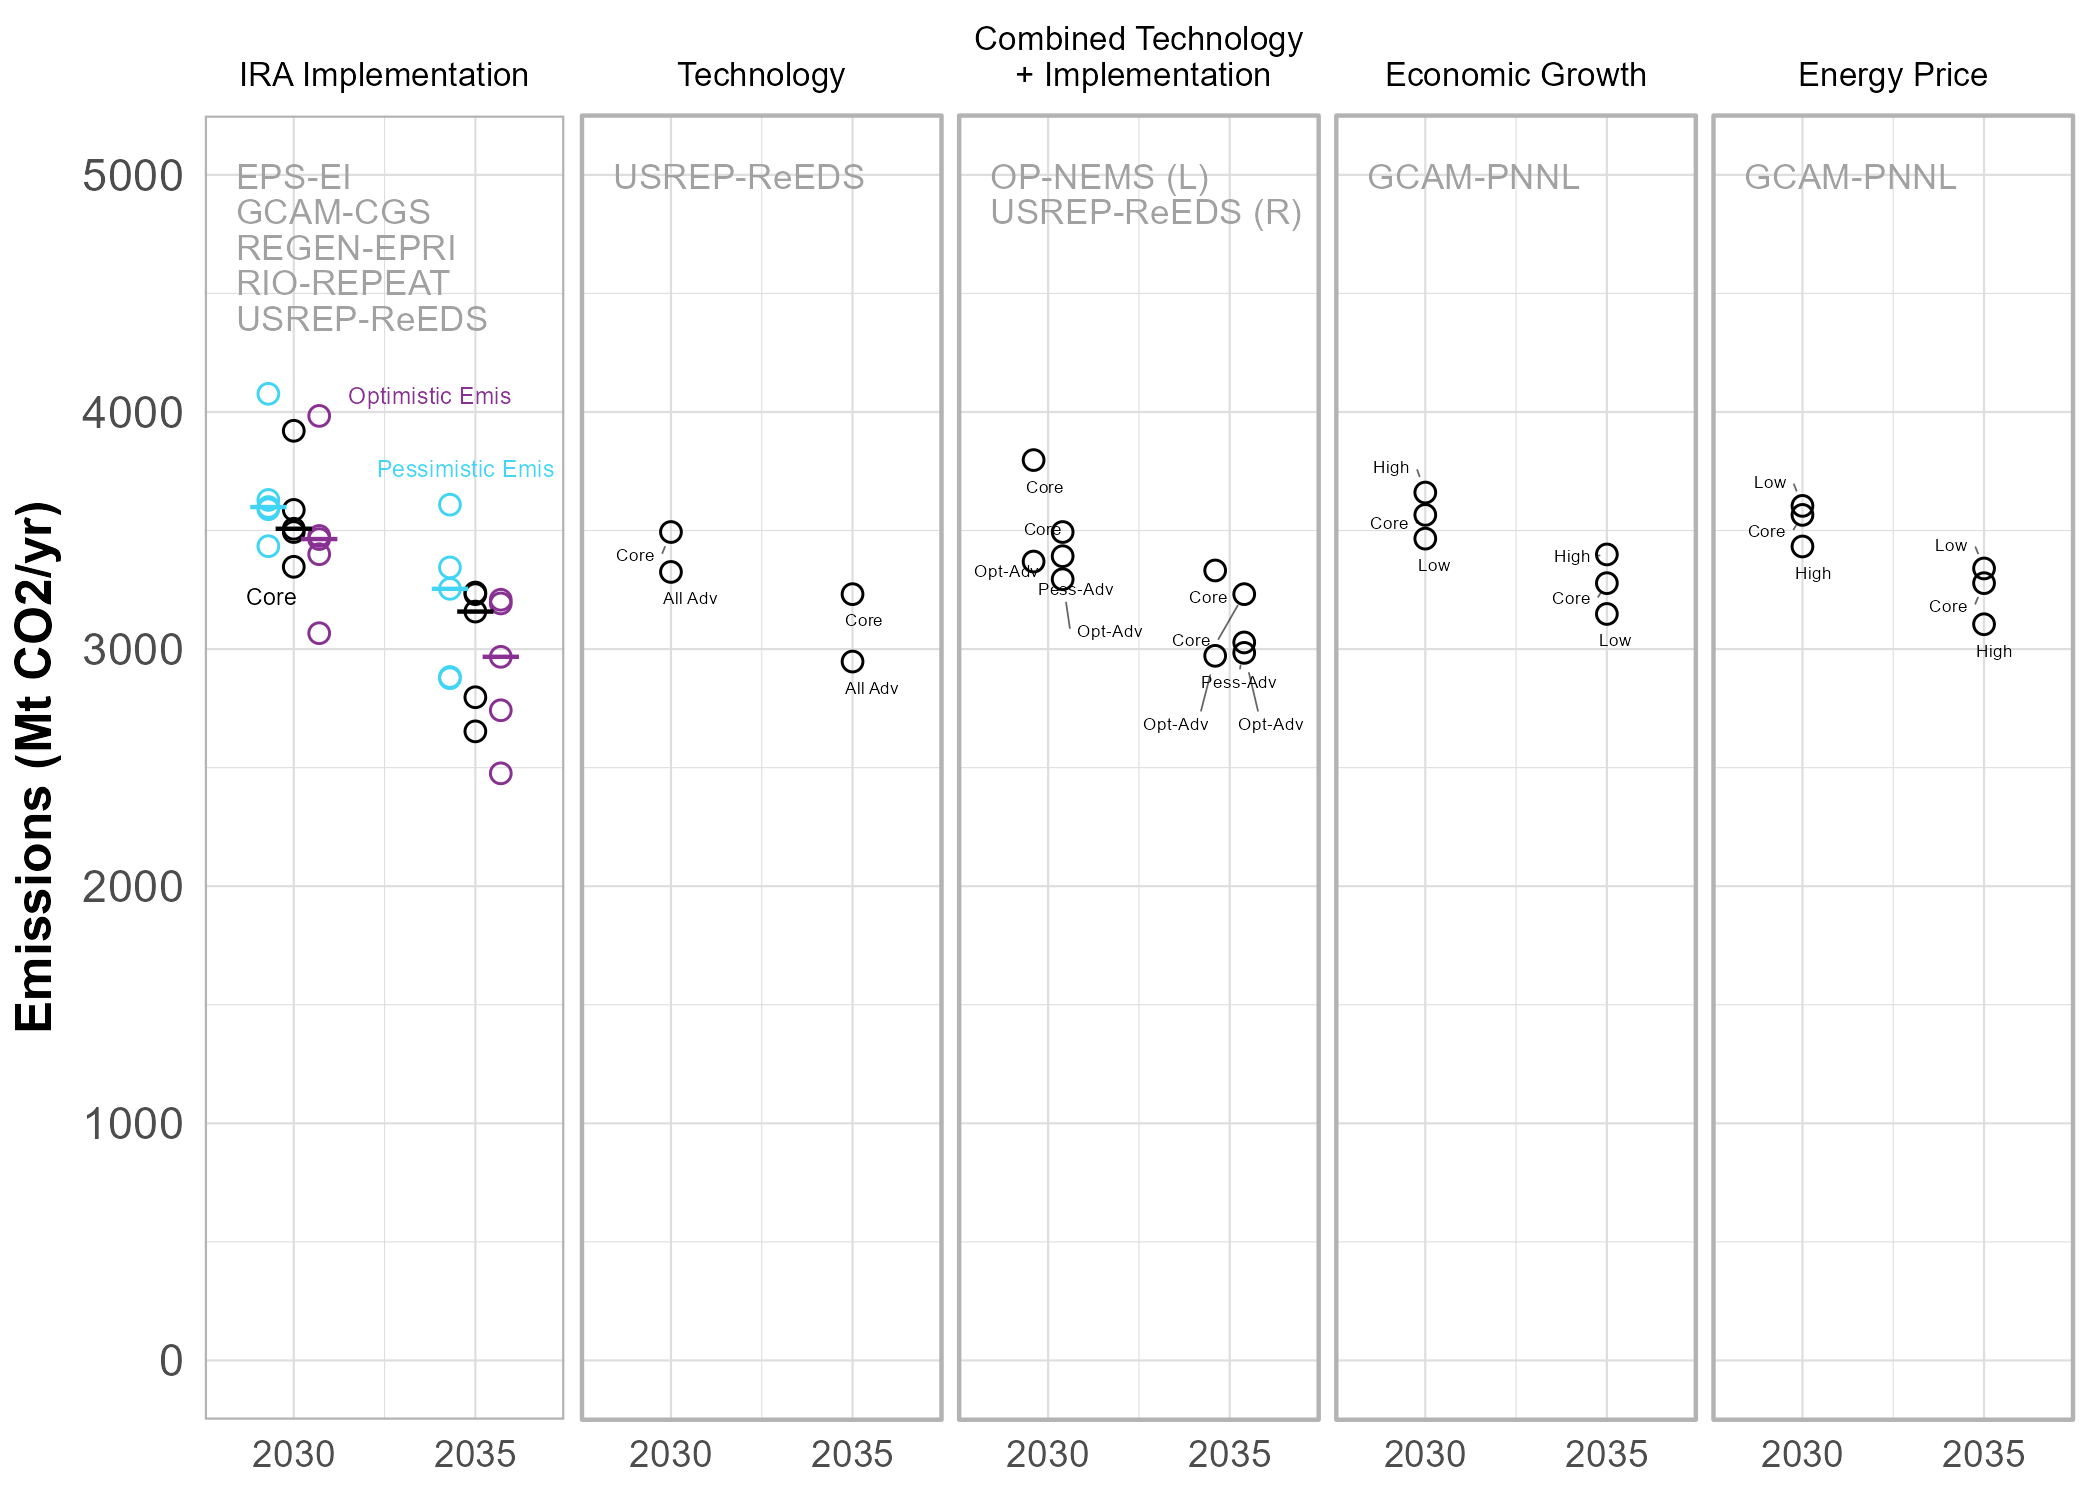 Combined Technology
IRA Implementation
Technology
+ Implementation
Economic Growth
Energy Price
Emissions (Mt CO2/yr)
5000
4000
3000
2000
1000
0
EPS-EI
GCAM-CGS
REGEN-EPRI
RIO-REPEAT
USREP-ReEDS
Optimistic Emis
Pessimistic Emis
Core
2030
2035
USREP-ReEDS
Core
All Adv
Core
All Adv
2030
2035
OP-NEMS (L)
USREP-ReEDS (R)
Core
Core
Opt-Adv
Pess-Adv
Opt-Adv
Core
Core
Pess-Adv
Opt-Adv
Opt-Adv
2030
2035
GCAM-PNNL
High
Core
Low
High
Core
Low
2030
2035
GCAM-PNNL
Low
Core
High
Low
Core
High
2030
2035